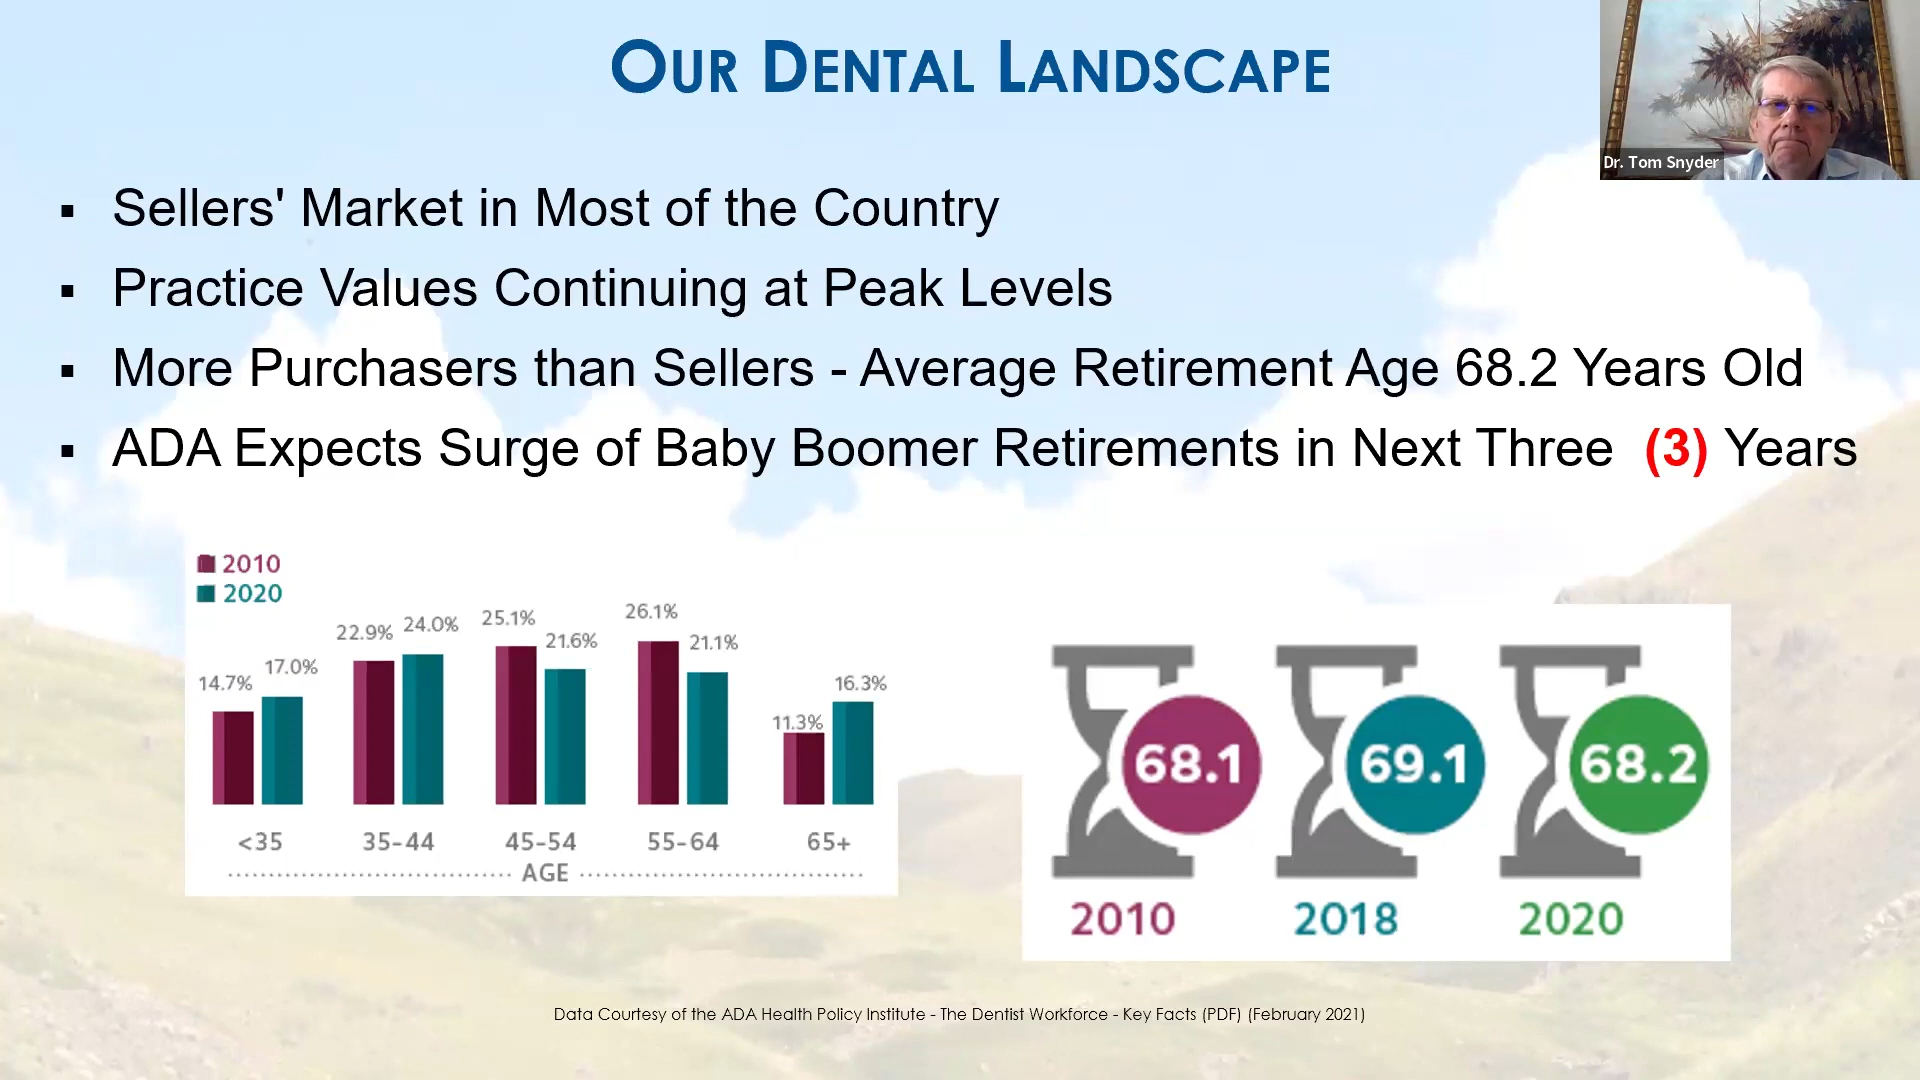 OUR DENTAL LANDSCAPE
Dr. Tom Snyder
▪ Sellers' Market in Most of the Country
▪ Practice Values Continuing at Peak Levels
▪ More Purchasers than Sellers - Average Retirement Age 68.2 Years Old
▪ ADA Expects Surge of Baby Boomer Retirements in Next Three (3) Years
2010
2020
14.7% 17.0% 22.9% 24.0% 25.1% 21.6% 26.1% 21.1% 11.3% 16.3%
<35 35-44 45-54 55-64 65+
AGE
68.1 69.1 68.2
2010 2018 2020
Data Courtesy of the ADA Health Policy Institute - The Dentist Workforce - Key Facts (PDF) (February 2021)